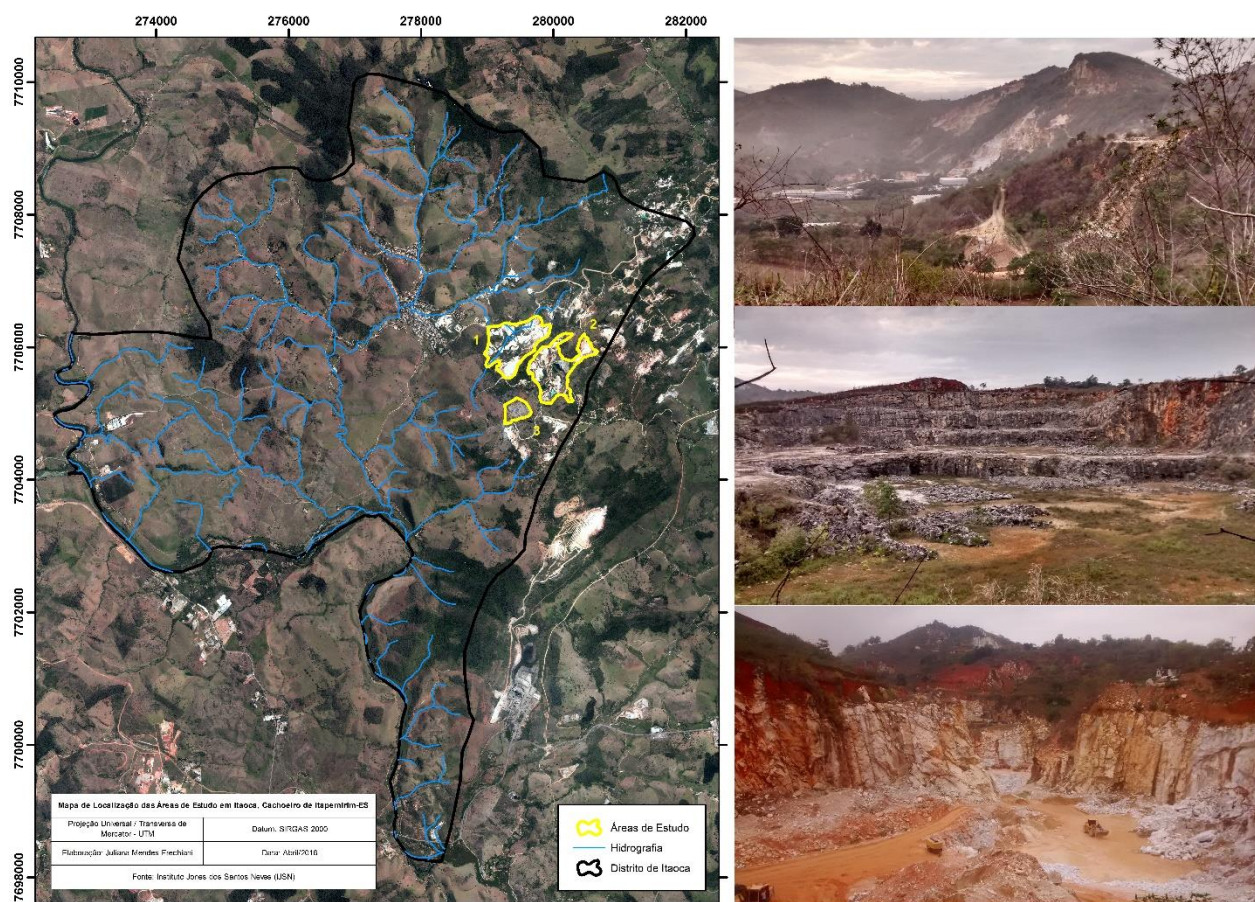 274000 276000 278000 280000 282000
7710000
7708000
7706000
7704000
7702000
7700000
7698000
1
2
3
Mapa de Localização das Áreas de Estudo em Itaoca, Cachoeiro de Itapemirim-ES
Projeção Universal / Transversa de
Mercator - UTM
Datum: SIRGAS 2000
Elaboração: Juliana Mendes Frechiani
Data: Abril/2016
Fonte: Instituto Jones dos Santos Neves (IJSN)
Áreas de Estudo
Hidrografia
Distrito de Itaoca